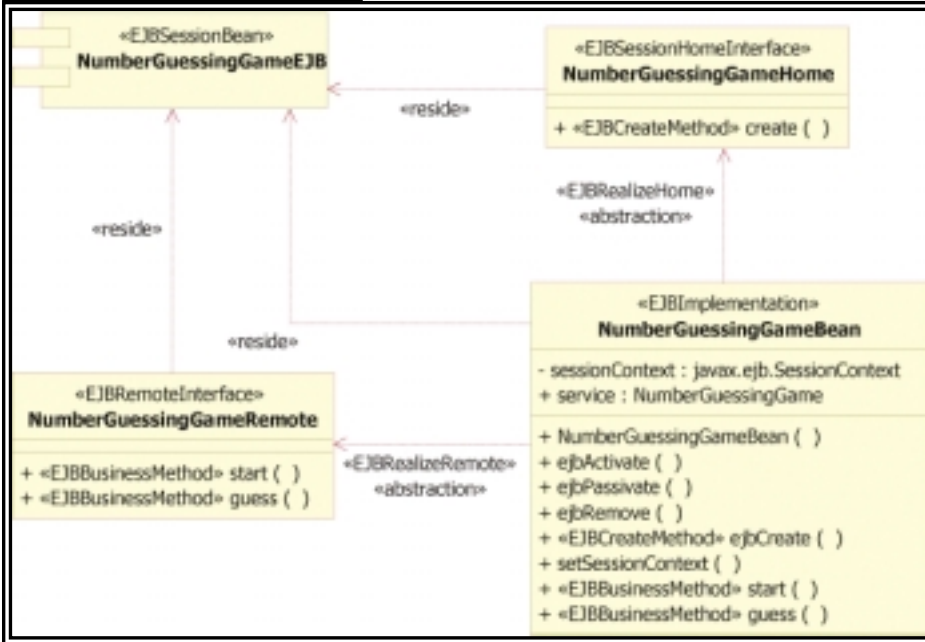 «EJBSessionBean»
NumberGuessingGameEJB
«EJBSessionHomeInterface»
NumberGuessingGameHome
+ «EJBCreateMethod» create ( )
«reside»
«EJBRealizeHome»
«abstraction»
«reside»
«reside»
«EJBImplementation»
NumberGuessingGameBean
- sessionContext : javax.ejb.SessionContext
+ service : NumberGuessingGame
+ NumberGuessingGameBean ( )
+ ejbActivate ( )
+ ejbPassivate ( )
+ ejbRemove ( )
+ «EJBCreateMethod» ejbCreate ( )
+ setSessionContext ( )
+ «EJBBusinessMethod» start ( )
+ «EJBBusinessMethod» guess ( )
«EJBRemoteInterface»
NumberGuessingGameRemote
+ «EJBBusinessMethod» start ( )
+ «EJBBusinessMethod» guess ( )
«EJBRealizeRemote»
«abstraction»